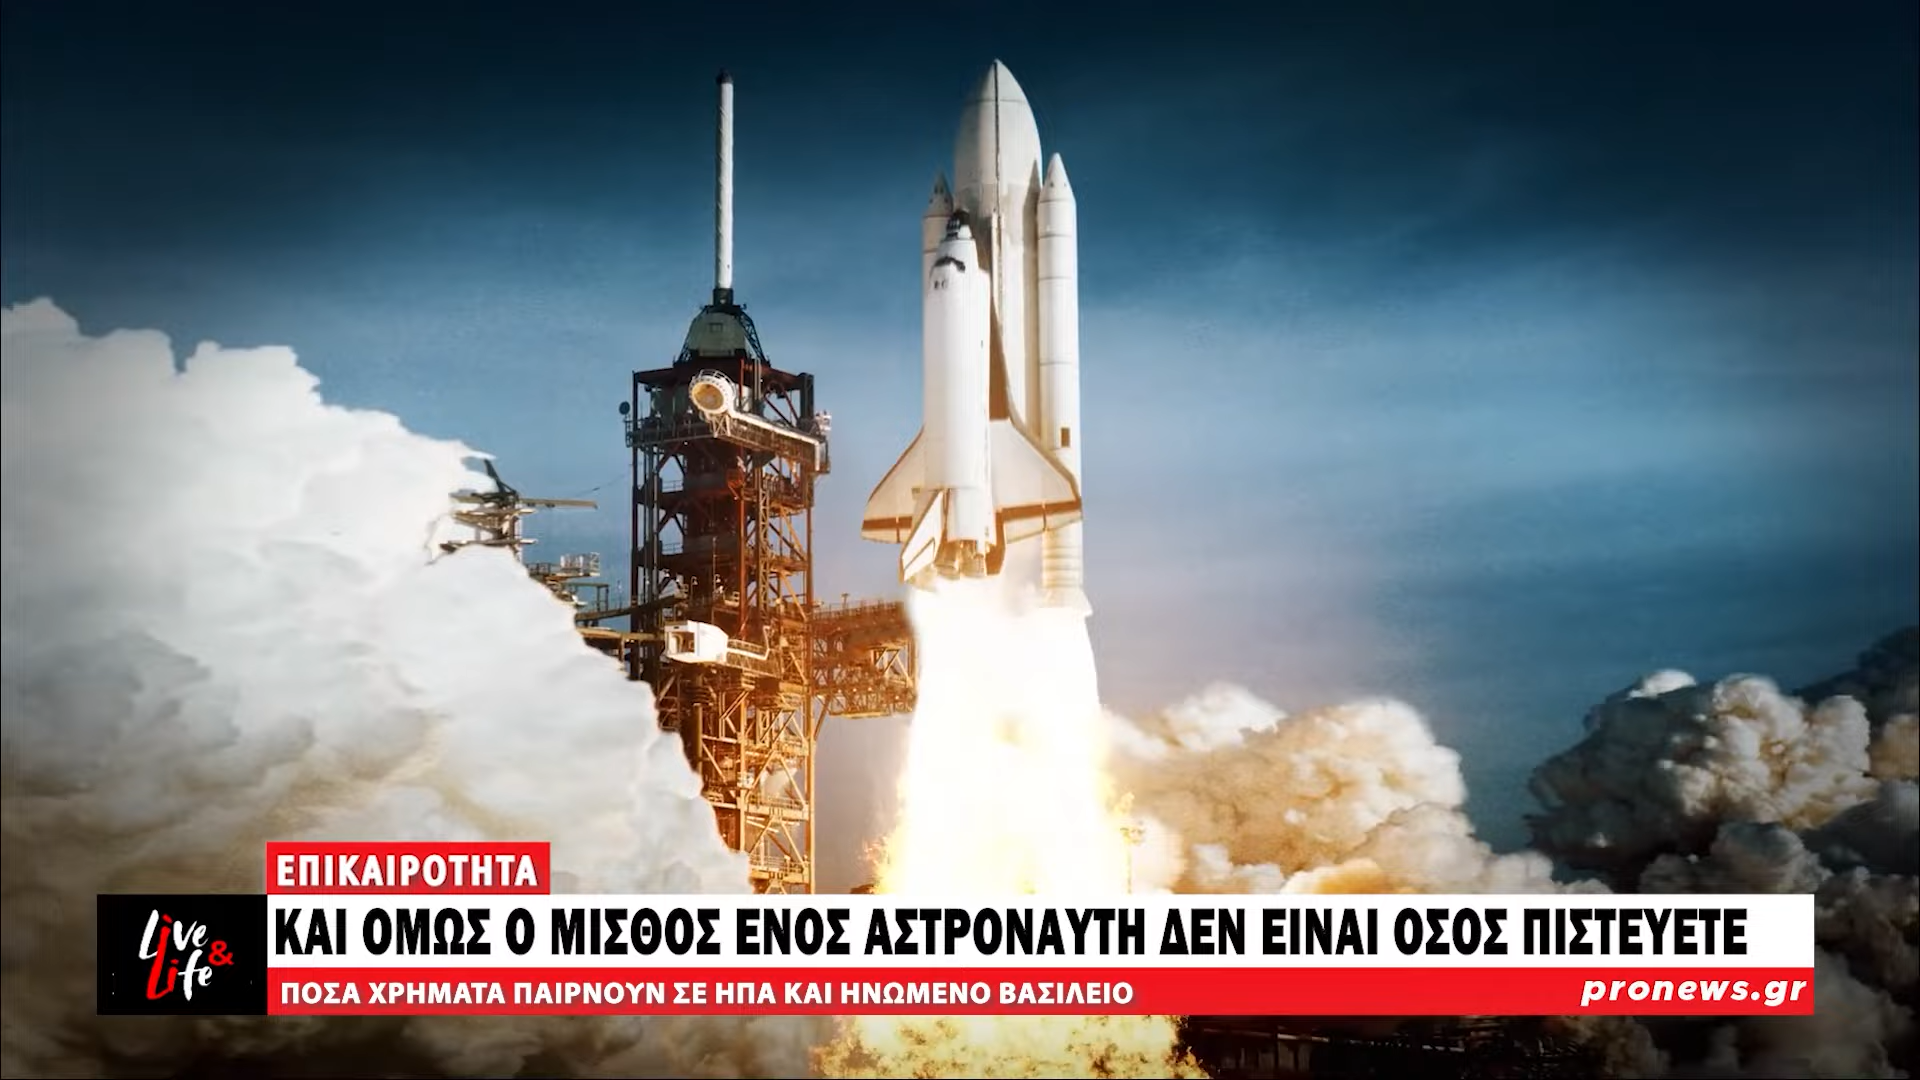 ΕΠΙΚΑΙΡΟΤΗΤΑ
Live & Life
ΚΑΙ ΟΜΩΣ Ο ΜΙΣΘΟΣ ΕΝΟΣ ΑΣΤΡΟΝΑΥΤΗ ΔΕΝ ΕΙΝΑΙ ΟΣΟΣ ΠΙΣΤΕΥΕΤΕ
ΠΟΣΑ ΧΡΗΜΑΤΑ ΠΑΙΡΝΟΥΝ ΣΕ ΗΠΑ ΚΑΙ ΗΝΩΜΕΝΟ ΒΑΣΙΛΕΙΟ
pronews.gr